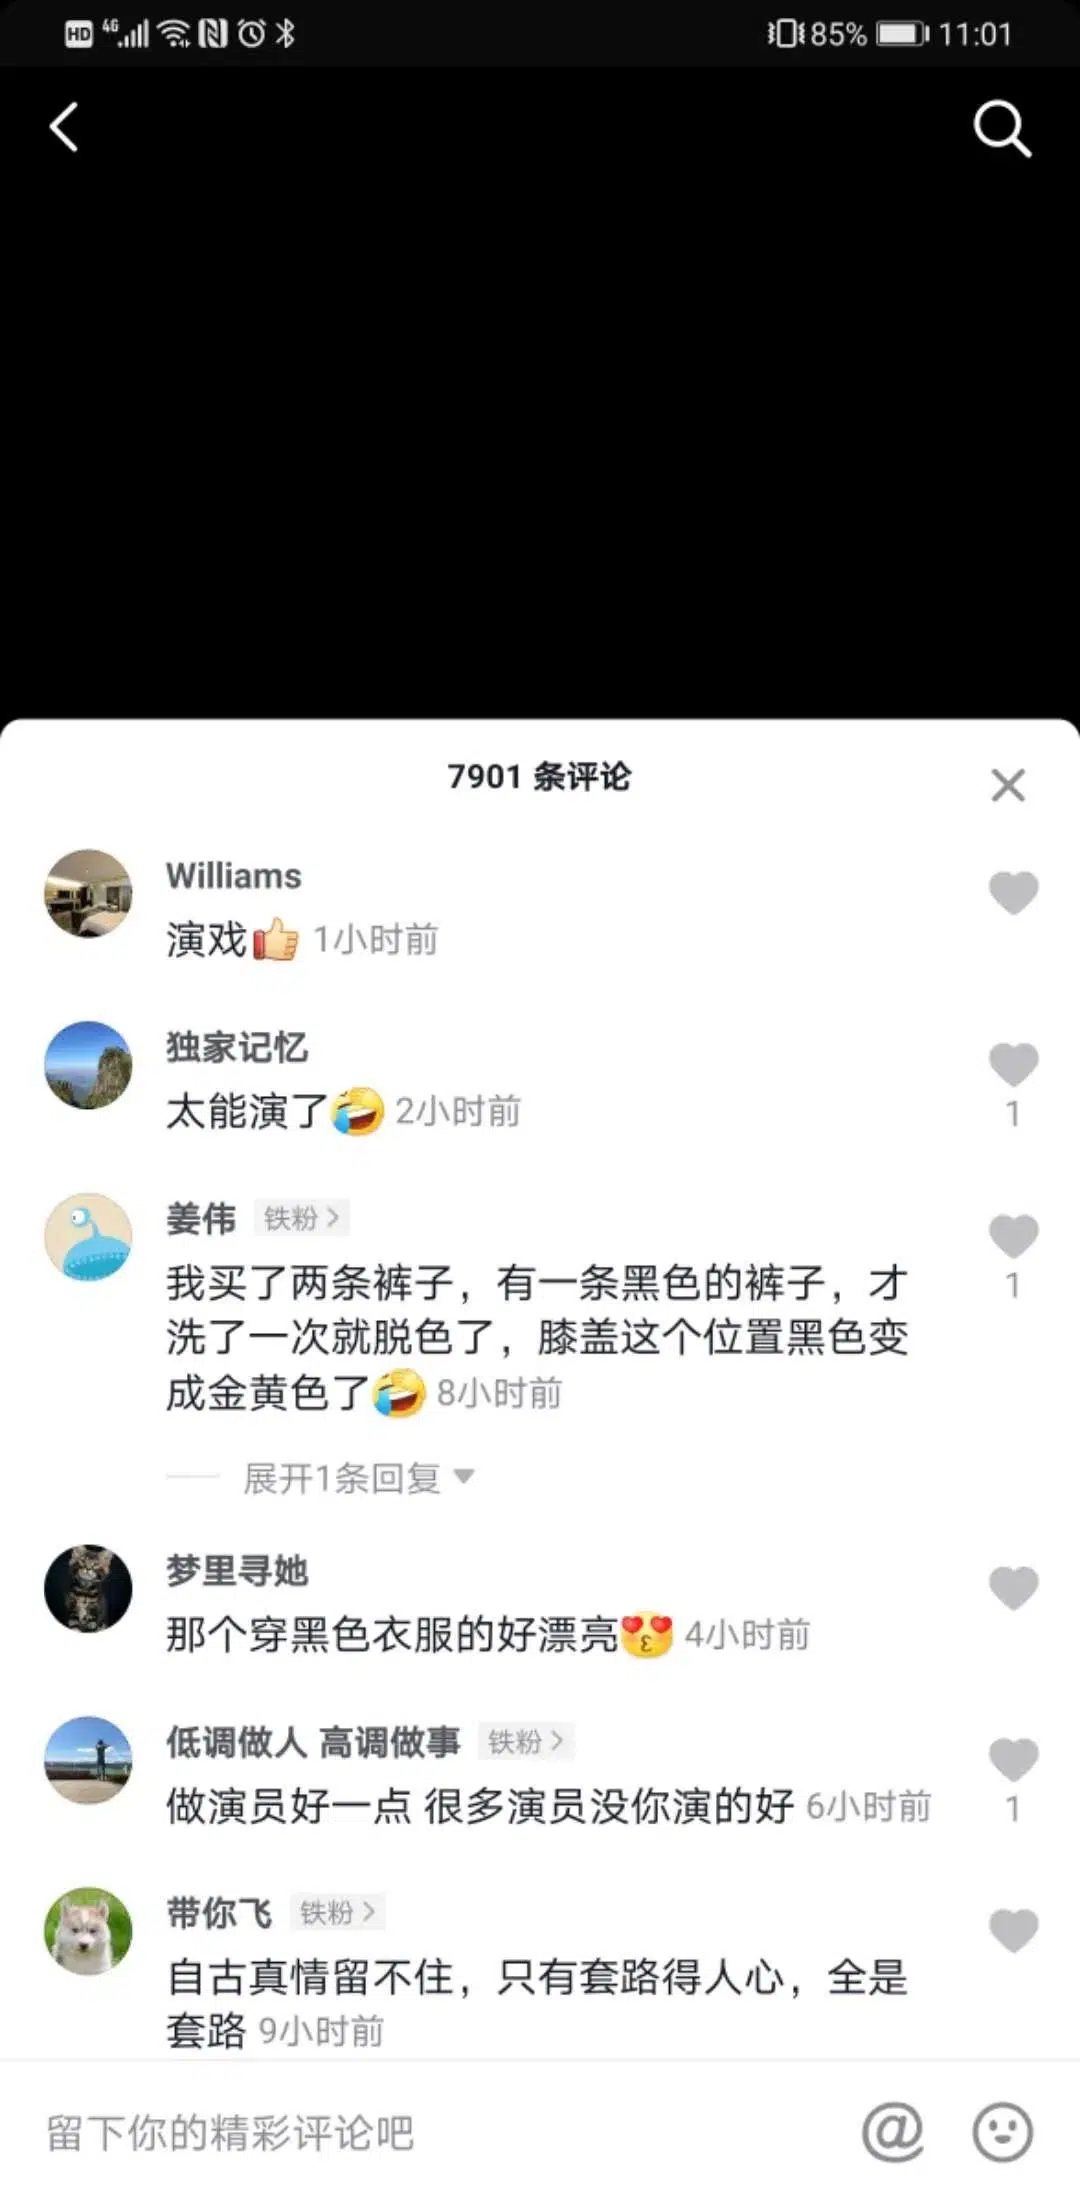 HD 4G 85% 11:01
7901 条评论
Williams
演戏 1小时前
独家记忆
太能演了 2小时前
1
姜伟 铁粉
我买了两条裤子，有一条黑色的裤子，才
洗了一次就脱色了，膝盖这个位置黑色变
成金黄色了 8小时前
1
展开1条回复
梦里寻她
那个穿黑色衣服的好漂亮 4小时前
低调做人 高调做事 铁粉
做演员好一点 很多演员没你演的好 6小时前
1
带你飞 铁粉
自古真情留不住，只有套路得人心，全是
套路 9小时前
留下你的精彩评论吧 @